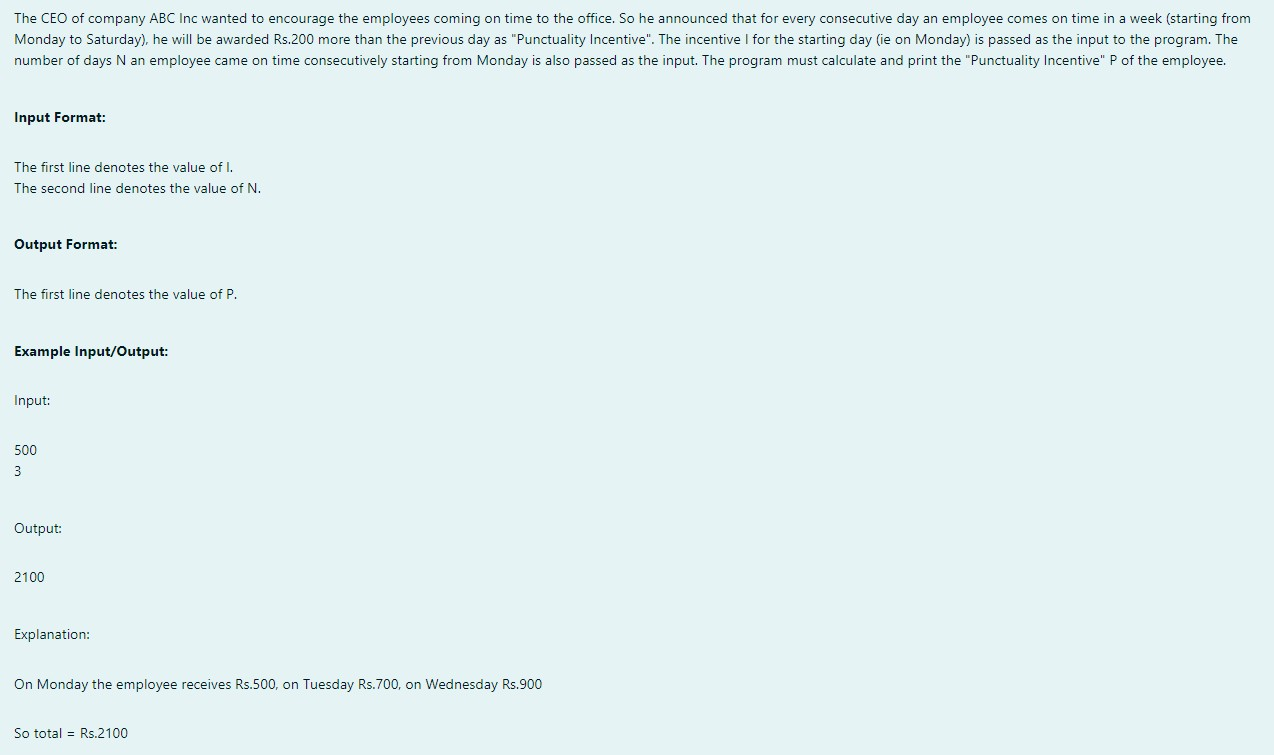 The CEO of company ABC Inc wanted to encourage the employees coming on time to the office. So he announced that for every consecutive day an employee comes on time in a week (starting from
Monday to Saturday), he will be awarded Rs.200 more than the previous day as "Punctuality Incentive". The incentive I for the starting day (ie on Monday) is passed as the input to the program. The
number of days N an employee came on time consecutively starting from Monday is also passed as the input. The program must calculate and print the "Punctuality Incentive" P of the employee.
Input Format:
The first line denotes the value of I.
The second line denotes the value of N.
Output Format:
The first line denotes the value of P.
Example Input/Output:
Input:
500
3
Output:
2100
Explanation:
On Monday the employee receives Rs.500, on Tuesday Rs.700, on Wednesday Rs.900
So total = Rs.2100